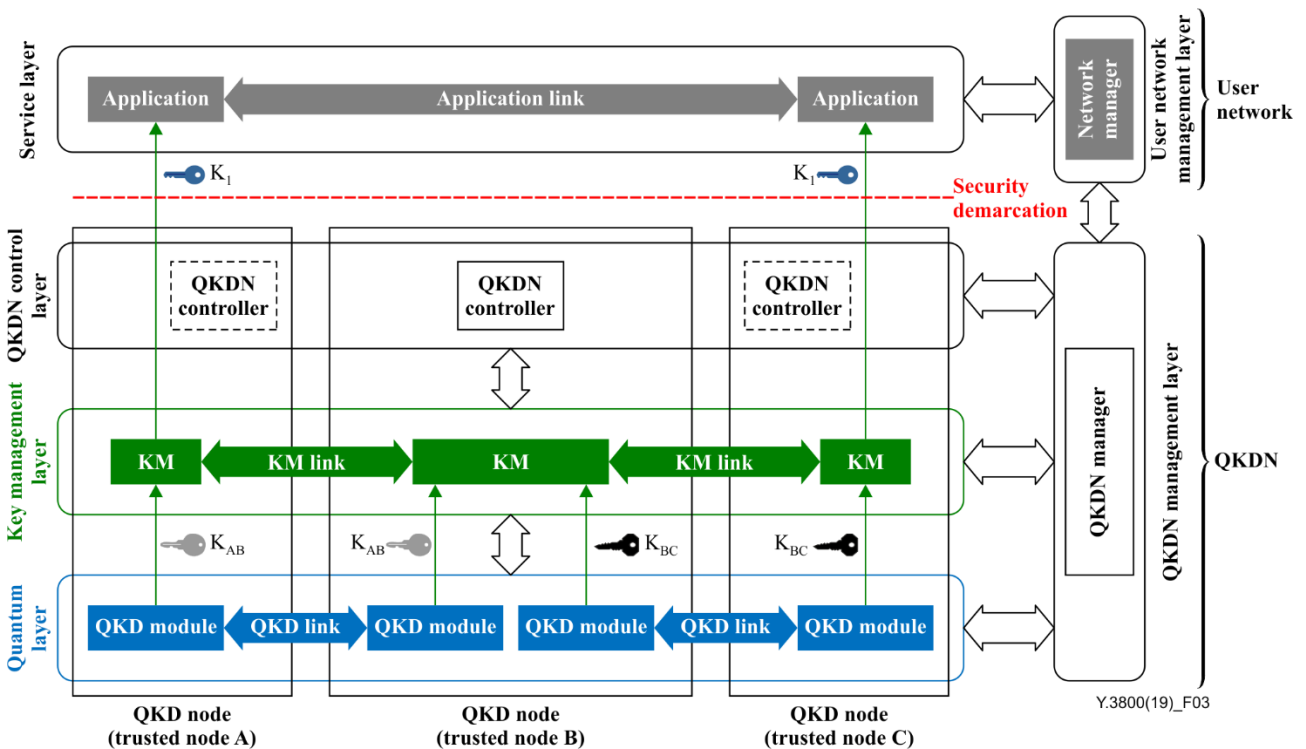 Service layer
Application
Application link
Application
Network
manager
User network
management layer
User
network
K1
K1
Security
demarcation
QKDN control
layer
QKDN
controller
QKDN
controller
QKDN
controller
Key management
layer
KM
KM link
KM
KM link
KM
QKDN manager
QKDN management layer
QKDN
KAB
KAB
KBC
KBC
Quantum
layer
QKD module
QKD link
QKD module
QKD module
QKD link
QKD module
QKD node
(trusted node A)
QKD node
(trusted node B)
QKD node
(trusted node C)
Y.3800(19)_F03